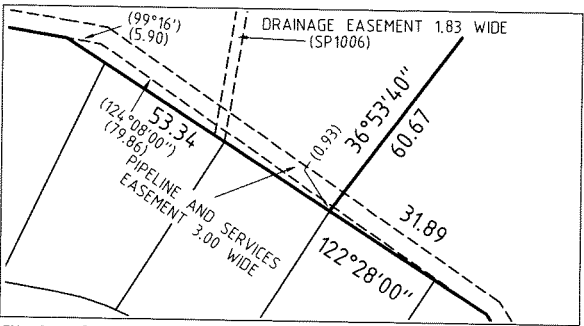 (99°16')
(5.90)
DRAINAGE EASEMENT 1.83 WIDE
(SP1006)
36°53'40"
60.67
53.34
(124°08'00")
(79.86)
(0.93)
PIPELINE AND SERVICES
EASEMENT 3.00 WIDE
31.89
122°28'00"